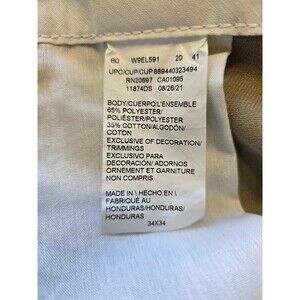 60 W9EL591 20 41
UPC/CUP/CUP 889440323494
RN20697 CA01095
11874DS 08/26/21
BODY/CUERPO/L'ENSEMBLE
65% POLYESTER/
POLIÉSTER/POLYESTER
35% COTTON/ALGODÓN/
COTON
EXCLUSIVE OF DECORATION/
TRIMMINGS
EXCLUSIVO PARA
DECORACIÓN/ ADORNOS
ORNEMENT ET GARNITURE
NON COMPRIS
MADE IN \ HECHO EN \
FABRIQUÉ AU
HONDURAS/HONDURAS/
HONDURAS
34X34